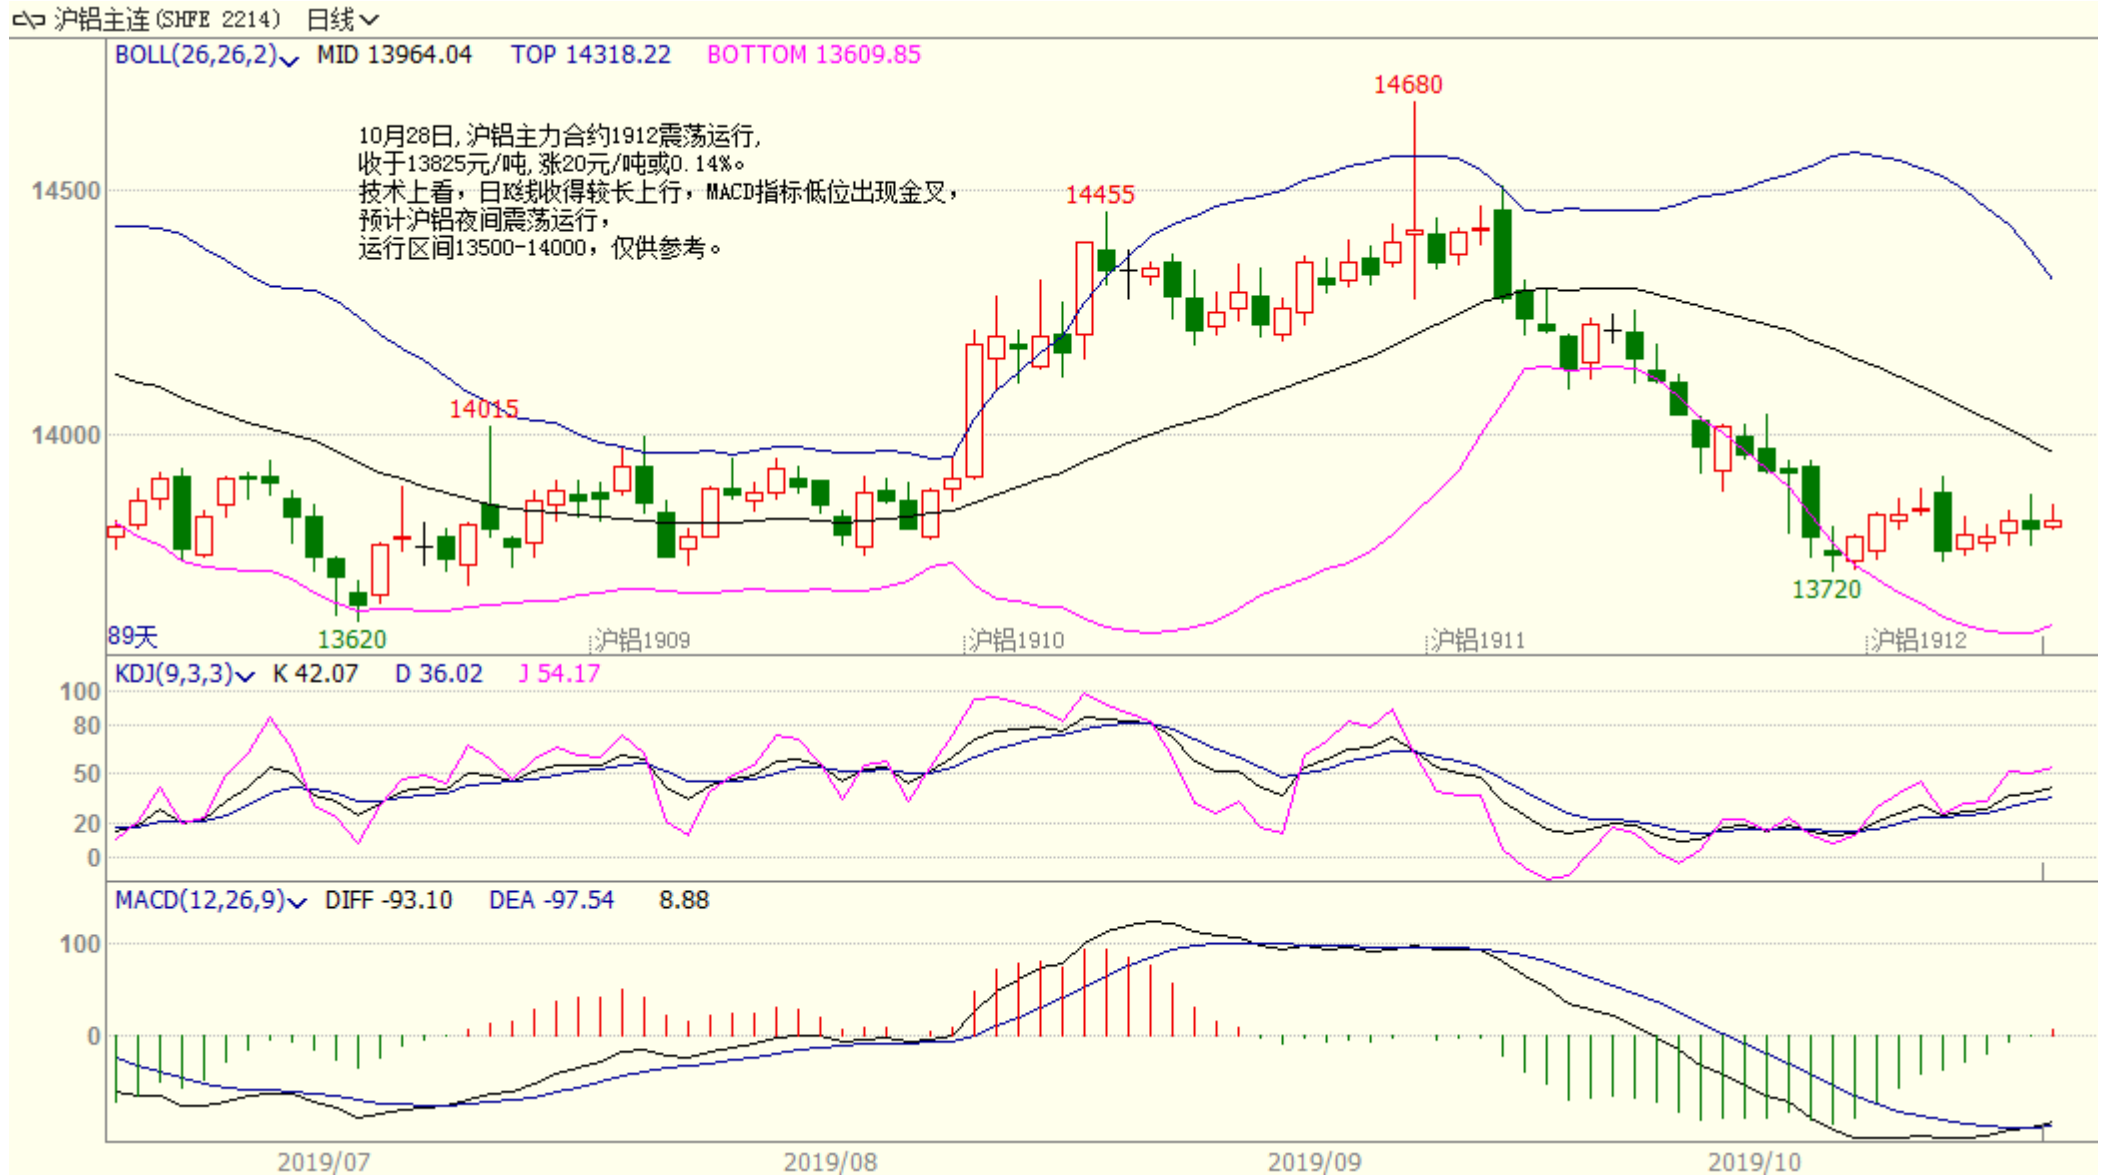 沪铝主连(SHFE 2214) 日线
BOLL(26,26,2) MID 13964.04 TOP 14318.22 BOTTOM 13609.85
14680
10月28日,沪铝主力合约1912震荡运行,
收于13825元/吨,涨20元/吨或0.14%。
技术上看，日K线收得较长上行，MACD指标低位出现金叉，
预计沪铝夜间震荡运行，
运行区间13500-14000，仅供参考。
14500
14455
14015
14000
13720
89天
13620
沪铝1909
沪铝1910
沪铝1911
沪铝1912
KDJ(9,3,3) K 42.07 D 36.02 J 54.17
100
80
50
20
0
MACD(12,26,9) DIFF -93.10 DEA -97.54 8.88
100
0
2019/07
2019/08
2019/09
2019/10